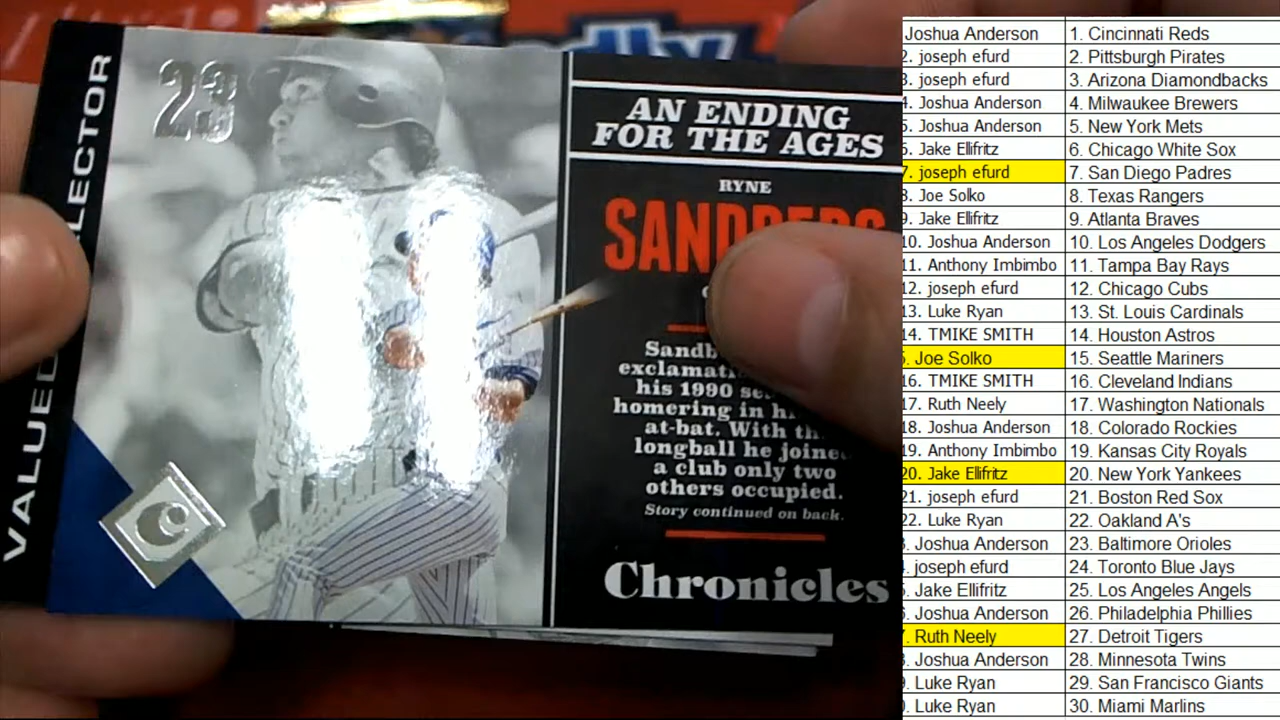 VALUED
23
AN ENDING
FOR THE AGES
RYNE
his 1990
homering in
at-bat. With
longball he joined
a club only two
others occupied.
Story continued on back.
Chronicles
C
Joshua Anderson 1. Cincinnati Reds
2. joseph efurd 2. Pittsburgh Pirates
3. joseph efurd 3. Arizona Diamondbacks
4. Joshua Anderson 4. Milwaukee Brewers
5. Joshua Anderson 5. New York Mets
6. Jake Ellifritz 6. Chicago White Sox
7. joseph efurd 7. San Diego Padres
8. Joe Solko 8. Texas Rangers
9. Jake Ellifritz 9. Atlanta Braves
10. Joshua Anderson 10. Los Angeles Dodgers
11. Anthony Imbimbo 11. Tampa Bay Rays
12. joseph efurd 12. Chicago Cubs
13. Luke Ryan 13. St. Louis Cardinals
14. TMIKE SMITH 14. Houston Astros
5. Joe Solko 15. Seattle Mariners
16. TMIKE SMITH 16. Cleveland Indians
17. Ruth Neely 17. Washington Nationals
18. Joshua Anderson 18. Colorado Rockies
19. Anthony Imbimbo 19. Kansas City Royals
20. Jake Ellifritz 20. New York Yankees
21. joseph efurd 21. Boston Red Sox
22. Luke Ryan 22. Oakland A's
. Joshua Anderson 23. Baltimore Orioles
. joseph efurd 24. Toronto Blue Jays
. Jake Ellifritz 25. Los Angeles Angels
. Joshua Anderson 26. Philadelphia Phillies
. Ruth Neely 27. Detroit Tigers
. Joshua Anderson 28. Minnesota Twins
. Luke Ryan 29. San Francisco Giants
. Luke Ryan 30. Miami Marlins